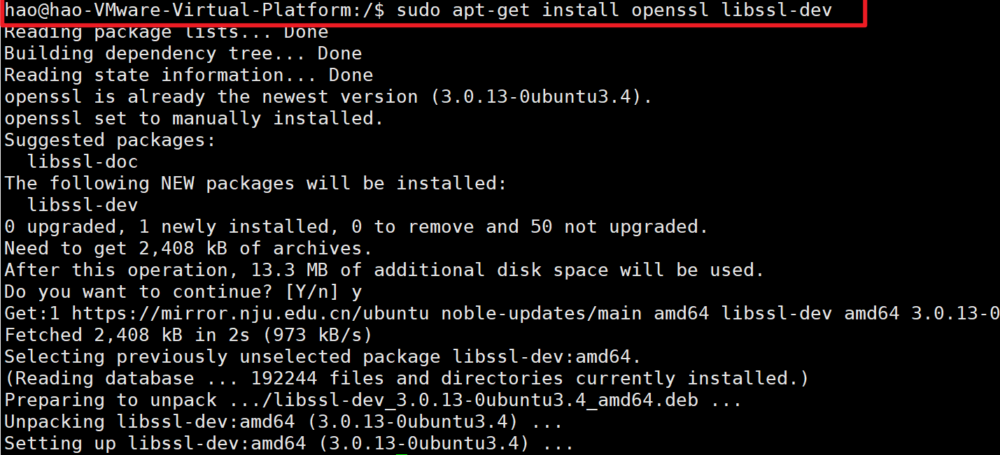 hao@hao-VMware-Virtual-Platform:/$ sudo apt-get install openssl libssl-dev
Reading package lists... Done
Building dependency tree... Done
Reading state information... Done
openssl is already the newest version (3.0.13-0ubuntu3.4).
openssl set to manually installed.
Suggested packages:
  libssl-doc
The following NEW packages will be installed:
  libssl-dev
0 upgraded, 1 newly installed, 0 to remove and 50 not upgraded.
Need to get 2,408 kB of archives.
After this operation, 13.3 MB of additional disk space will be used.
Do you want to continue? [Y/n] y
Get:1 https://mirror.nju.edu.cn/ubuntu noble-updates/main amd64 libssl-dev amd64 3.0.13-0
Fetched 2,408 kB in 2s (973 kB/s)
Selecting previously unselected package libssl-dev:amd64.
(Reading database ... 192244 files and directories currently installed.)
Preparing to unpack .../libssl-dev_3.0.13-0ubuntu3.4_amd64.deb ...
Unpacking libssl-dev:amd64 (3.0.13-0ubuntu3.4) ...
Setting up libssl-dev:amd64 (3.0.13-0ubuntu3.4) ...